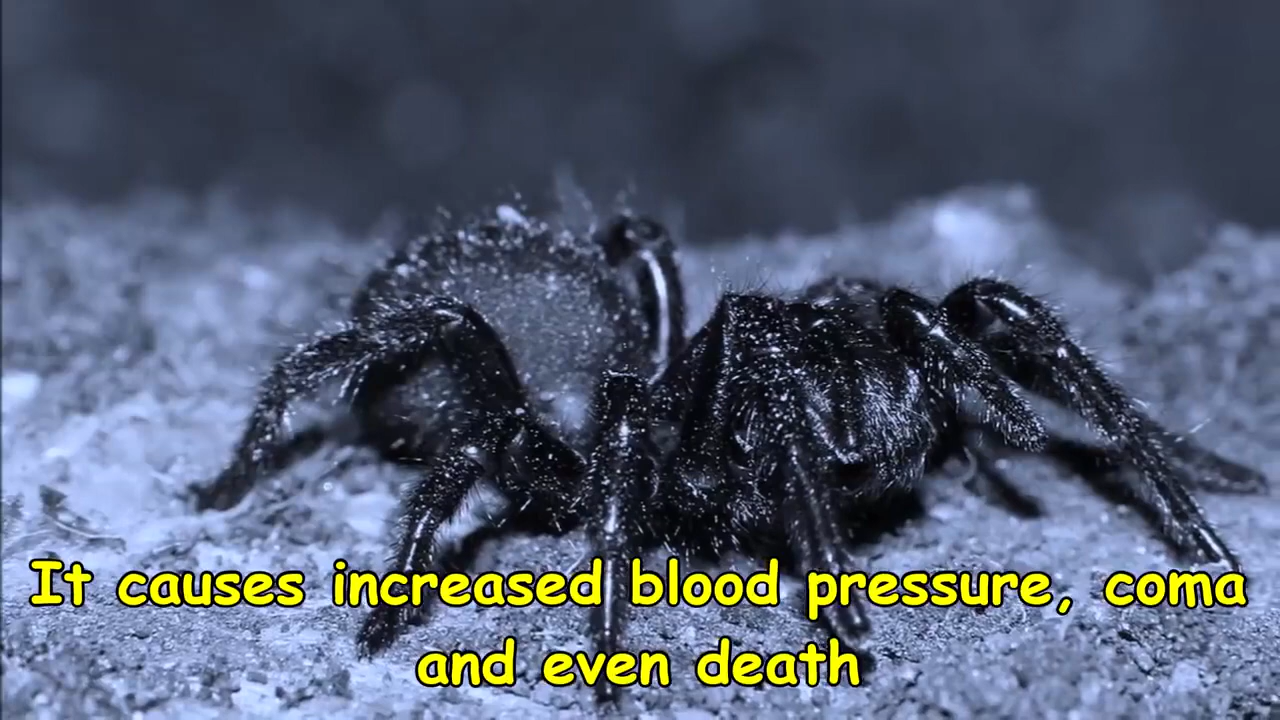 It causes increased blood pressure, coma
and even death